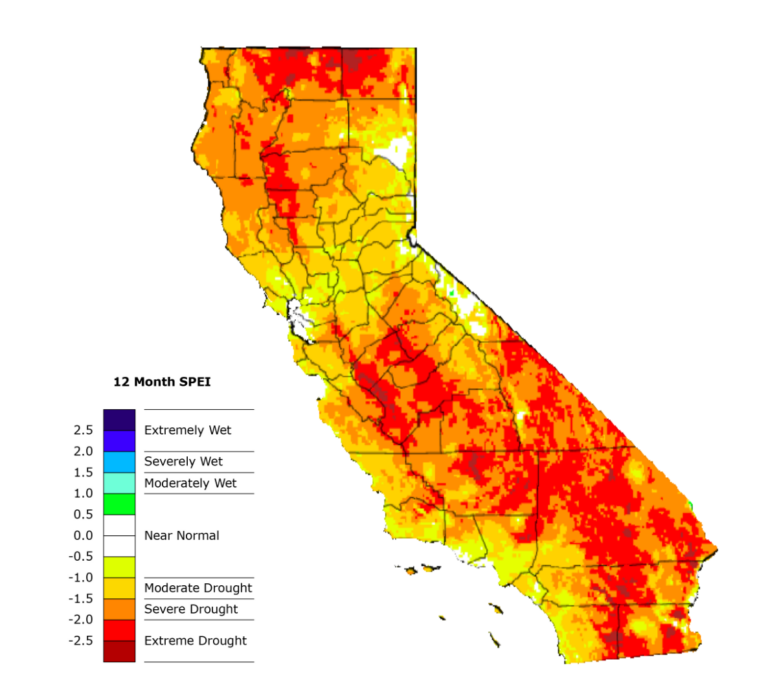 12 Month SPEI
2.5
Extremely Wet
2.0
Severely Wet
1.5
Moderately Wet
1.0
0.5
0.0
Near Normal
-0.5
-1.0
Moderate Drought
-1.5
Severe Drought
-2.0
Extreme Drought
-2.5